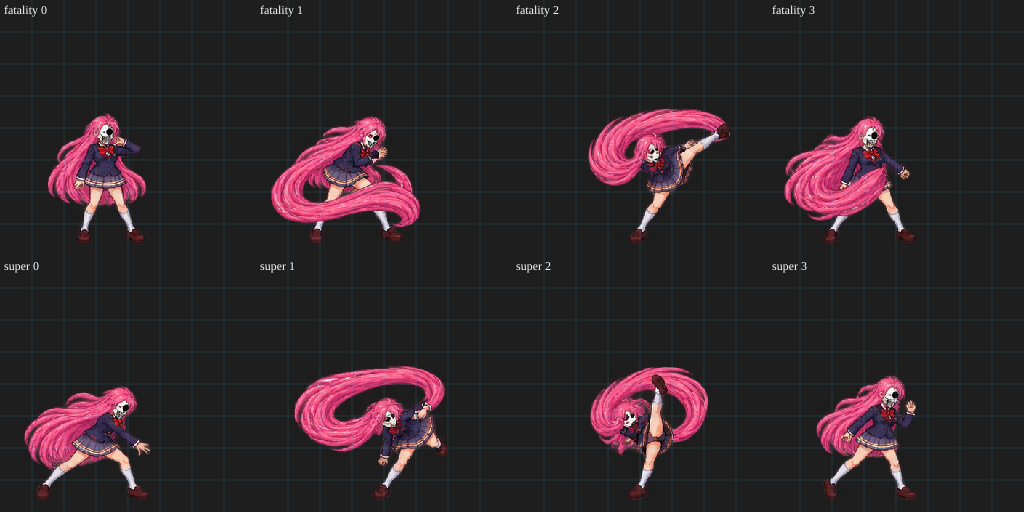 fatality 0
fatality 1
fatality 2
fatality 3
super 0
super 1
super 2
super 3